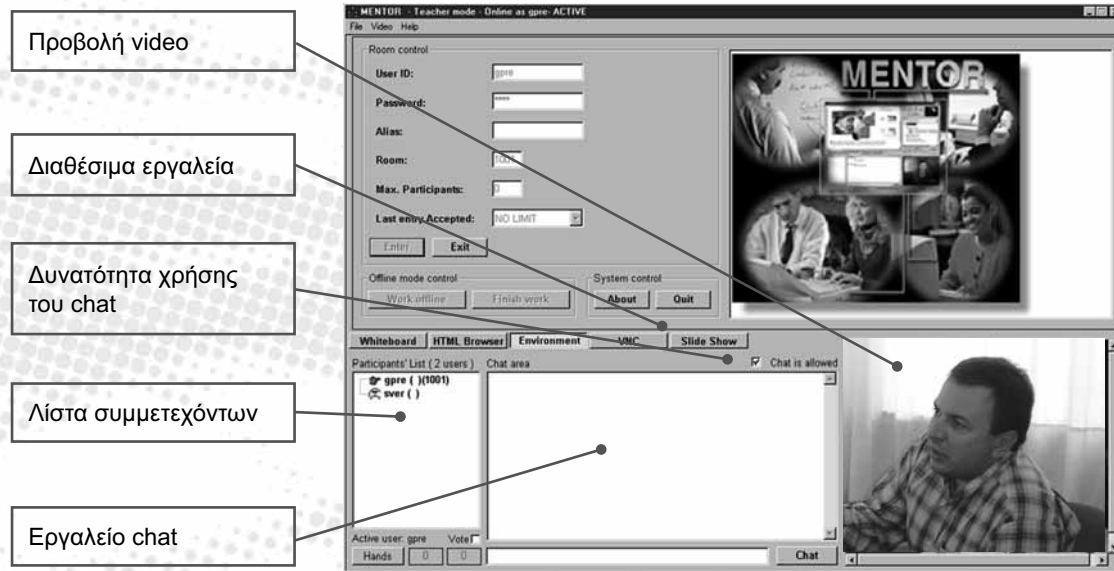 Προβολή video
Διαθέσιμα εργαλεία
Δυνατότητα χρήσης
του chat
Λίστα συμμετεχόντων
Εργαλείο chat
MENTOR - Teacher mode - Online as gpre- ACTIVE
File Video Help
Room control
User ID: gpre
Password: ****
Alias:
Room: 1001
Max. Participants: 0
Last entry Accepted: NO LIMIT
Enter Exit
Offline mode control
Work offline Finish work
System control
About Quit
MENTOR
Whiteboard HTML Browser Environment VNC Slide Show
Participants' List ( 2 users ) Chat area Chat is allowed
gpre ( )(1001)
sver ( )
Active user: gpre Vote
Hands 0 0 Chat